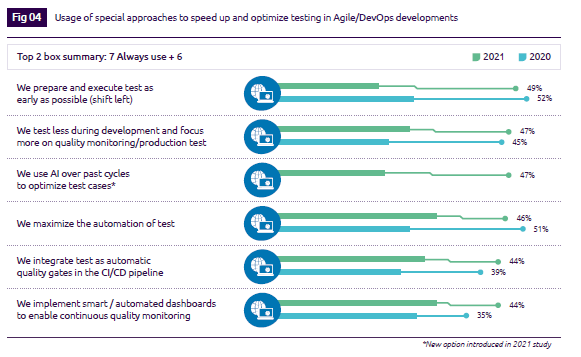 Fig 04 Usage of special approaches to speed up and optimize testing in Agile/DevOps developments
Top 2 box summary: 7 Always use + 6
2021 2020
We prepare and execute test as
early as possible (shift left)
49%
52%
We test less during development and focus
more on quality monitoring/production test
47%
45%
We use AI over past cycles
to optimize test cases*
47%
We maximize the automation of test
46%
51%
We integrate test as automatic
quality gates in the CI/CD pipeline
44%
39%
We implement smart / automated dashboards
to enable continuous quality monitoring
44%
35%
*New option introduced in 2021 study